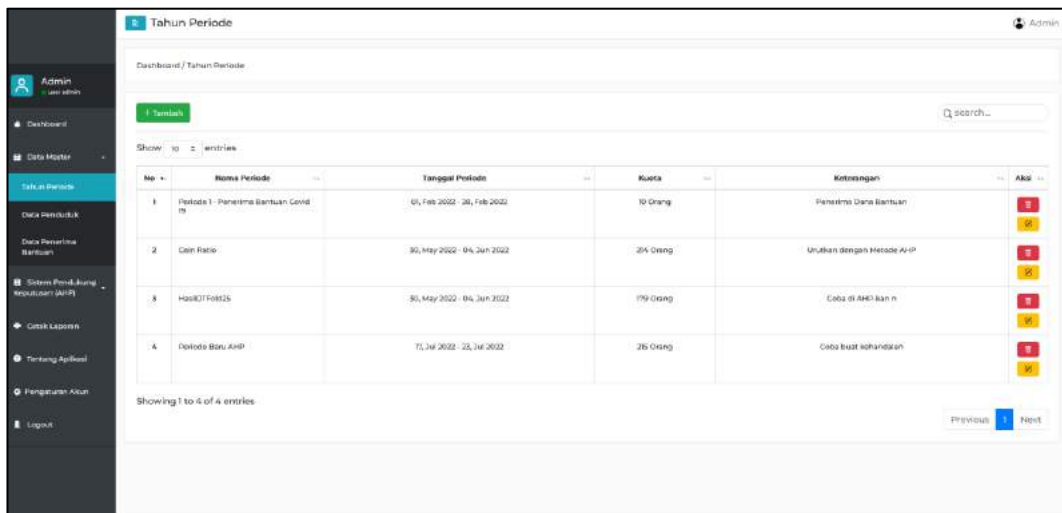 Tahun Periode
Admin
Dashboard / Tahun Periode
Admin
user admin
Dashboard
Data Master
Tahun Periode
Data Penduduk
Data Penerima
Bantuan
Sistem Pendukung
Keputusan (AHP)
Cetak Laporan
Tentang Aplikasi
Pengaturan Akun
Logout
+ Tambah
search...
Show 10 entries
No Nama Periode Tanggal Periode Kuota Keterangan Aksi
1 Periode 1 - Penerima Bantuan Covid 01, Feb 2022 - 28, Feb 2022 10 Orang Penerima Dana Bantuan
19
2 Gain Ratio 30, May 2022 - 04, Jun 2022 Orang Urutkan dengan Metode AHP
3 30, May 2022 - 04, Jun 2022 179 Orang Coba di AHP
4 Periode Baru AHP 17, Jul 2022 - 23, Jul 2022 Orang Coba buat kehandalan
Showing 1 to 4 of 4 entries
Previous 1 Next